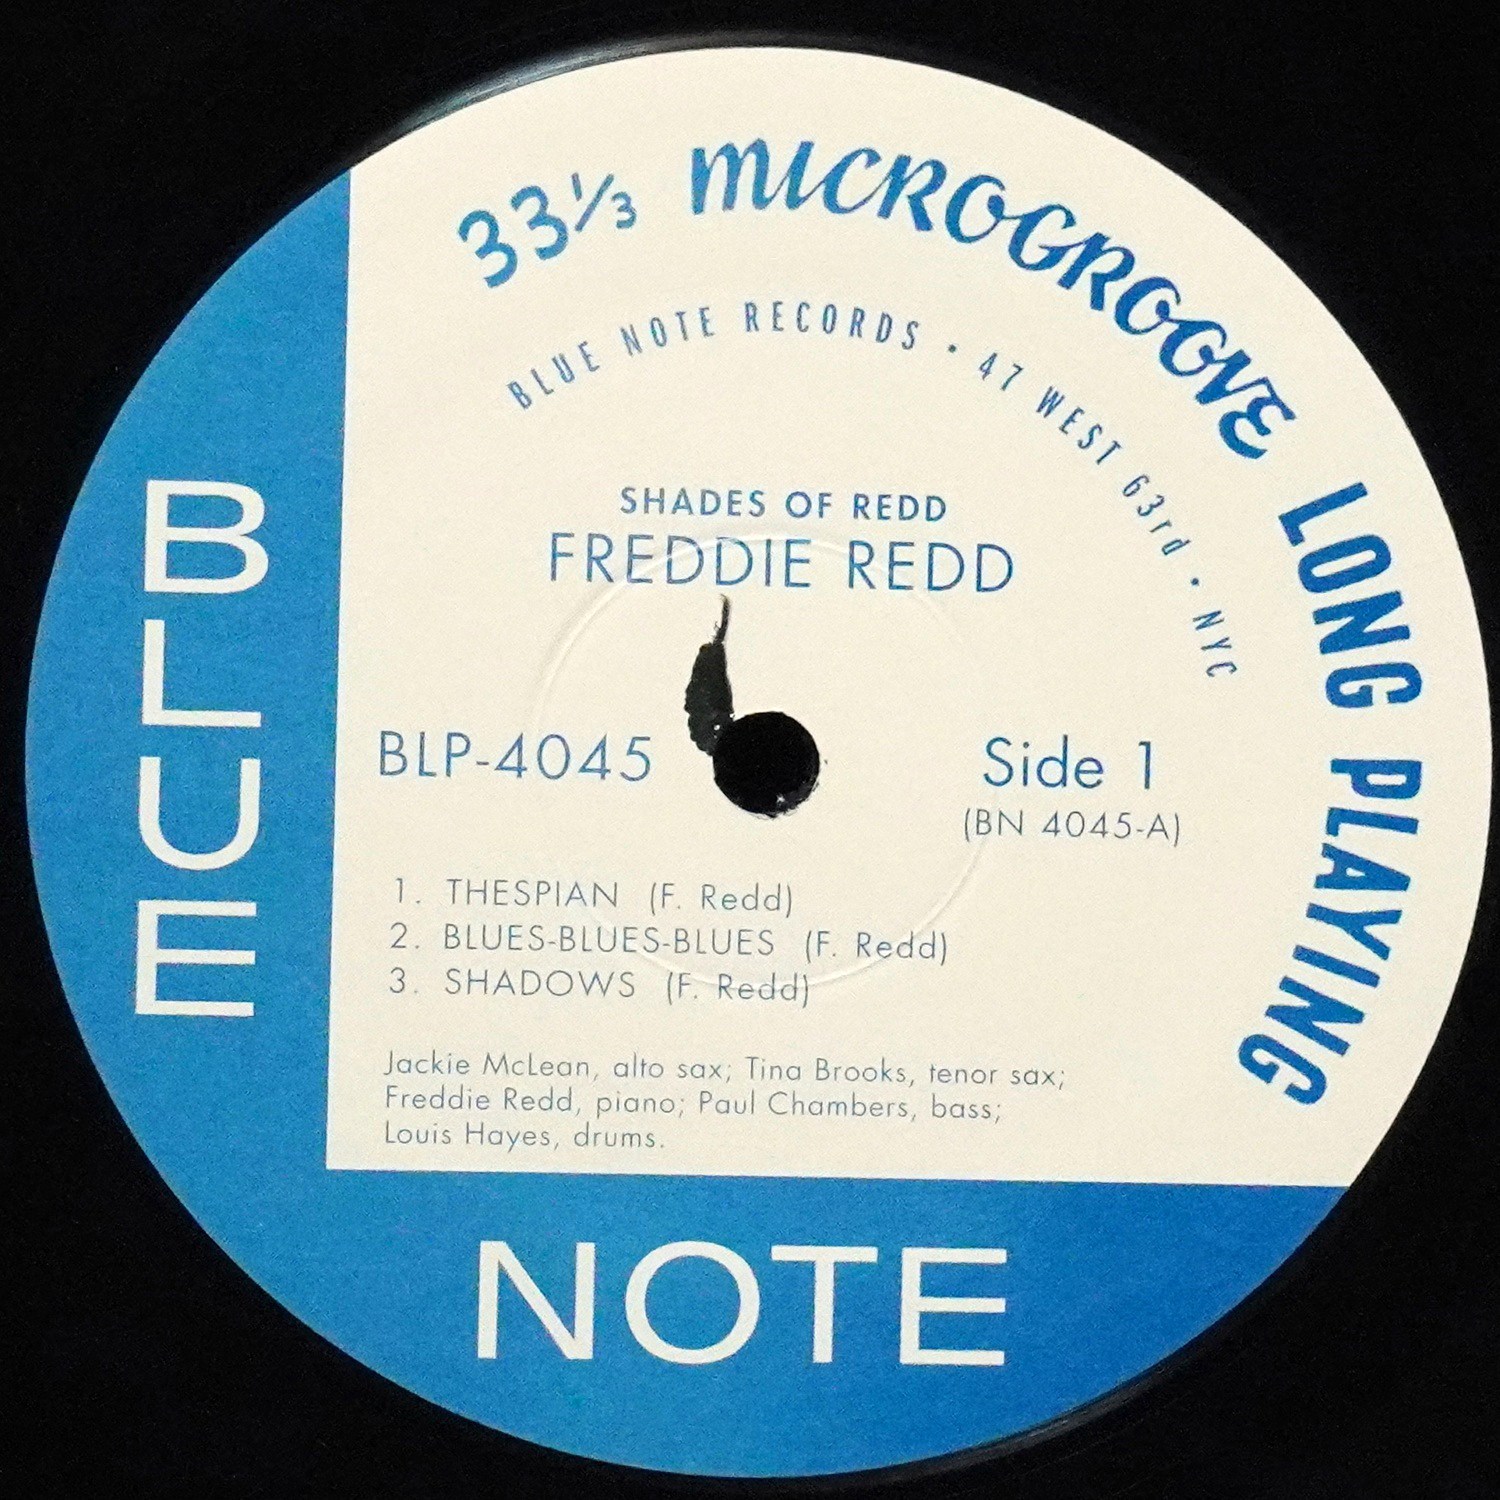 33⅓ MICROGROOVE LONG PLAYING
BLUE NOTE RECORDS • 47 WEST 63rd • NYC
SHADES OF REDD
FREDDIE REDD
BLP-4045
Side 1
(BN 4045-A)
1. THESPIAN (F. Redd)
2. BLUES-BLUES-BLUES (F. Redd)
3. SHADOWS (F. Redd)
Jackie McLean, alto sax; Tina Brooks, tenor sax;
Freddie Redd, piano; Paul Chambers, bass;
Louis Hayes, drums.
BLUE
NOTE